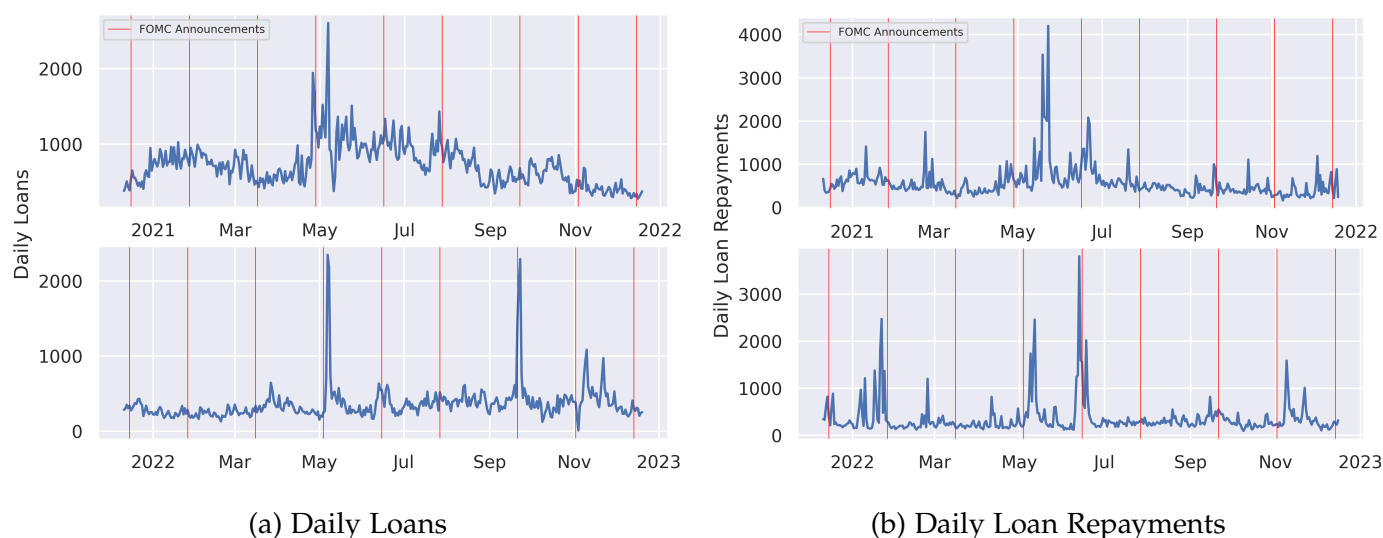 FOMC Announcements
2000
1000
2021 Mar May Jul Sep Nov 2022
2000
1000
0
2022 Mar May Jul Sep Nov 2023
Daily Loans
(a) Daily Loans
FOMC Announcements
4000
3000
2000
1000
0
2021 Mar May Jul Sep Nov 2022
3000
2000
1000
0
2022 Mar May Jul Sep Nov 2023
Daily Loan Repayments
(b) Daily Loan Repayments